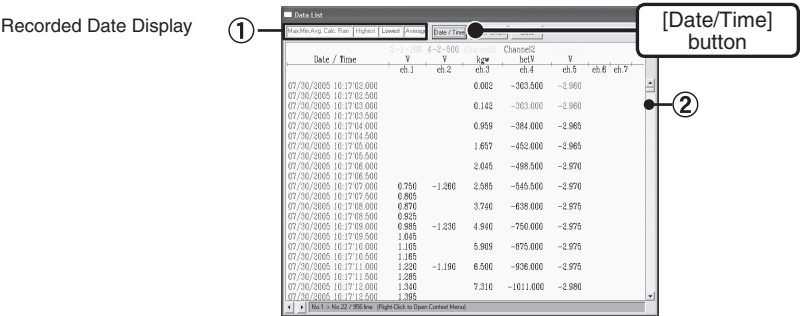 Recorded Date Display
①
Data List
[Date/Time]
button
Max.Min.Avg. Calc. Ran Highest Lowest Average Date / Time
2-1-100 4-2-500 Channel1 Channel2
Date / Time V V kgw hetV V
ch.1 ch.2 ch.3 ch.4 ch.5 ch.6 ch.7
②
07/30/2005 10:17'02.000 0.002 -303.500 -2.960
07/30/2005 10:17'02.500
07/30/2005 10:17'03.000 0.142 -303.000 -2.960
07/30/2005 10:17'03.500
07/30/2005 10:17'04.000 0.959 -384.000 -2.965
07/30/2005 10:17'04.500
07/30/2005 10:17'05.000 1.657 -452.000 -2.965
07/30/2005 10:17'05.500
07/30/2005 10:17'06.000 2.045 -498.500 -2.970
07/30/2005 10:17'06.500
07/30/2005 10:17'07.000 0.750 -1.260 2.585 -545.500 -2.970
07/30/2005 10:17'07.500 0.805
07/30/2005 10:17'08.000 0.870 3.740 -638.000 -2.975
07/30/2005 10:17'08.500 0.925
07/30/2005 10:17'09.000 0.985 -1.230 4.940 -750.000 -2.975
07/30/2005 10:17'09.500 1.045
07/30/2005 10:17'10.000 1.105 5.909 -875.000 -2.975
07/30/2005 10:17'10.500 1.165
07/30/2005 10:17'11.000 1.220 -1.190 6.500 -936.000 -2.975
07/30/2005 10:17'11.500 1.285
07/30/2005 10:17'12.000 1.340 7.310 -1011.000 -2.980
07/30/2005 10:17'12.500 1.395
No.1 -> No.22 / 956 line (Right-Click to Open Context Menu)